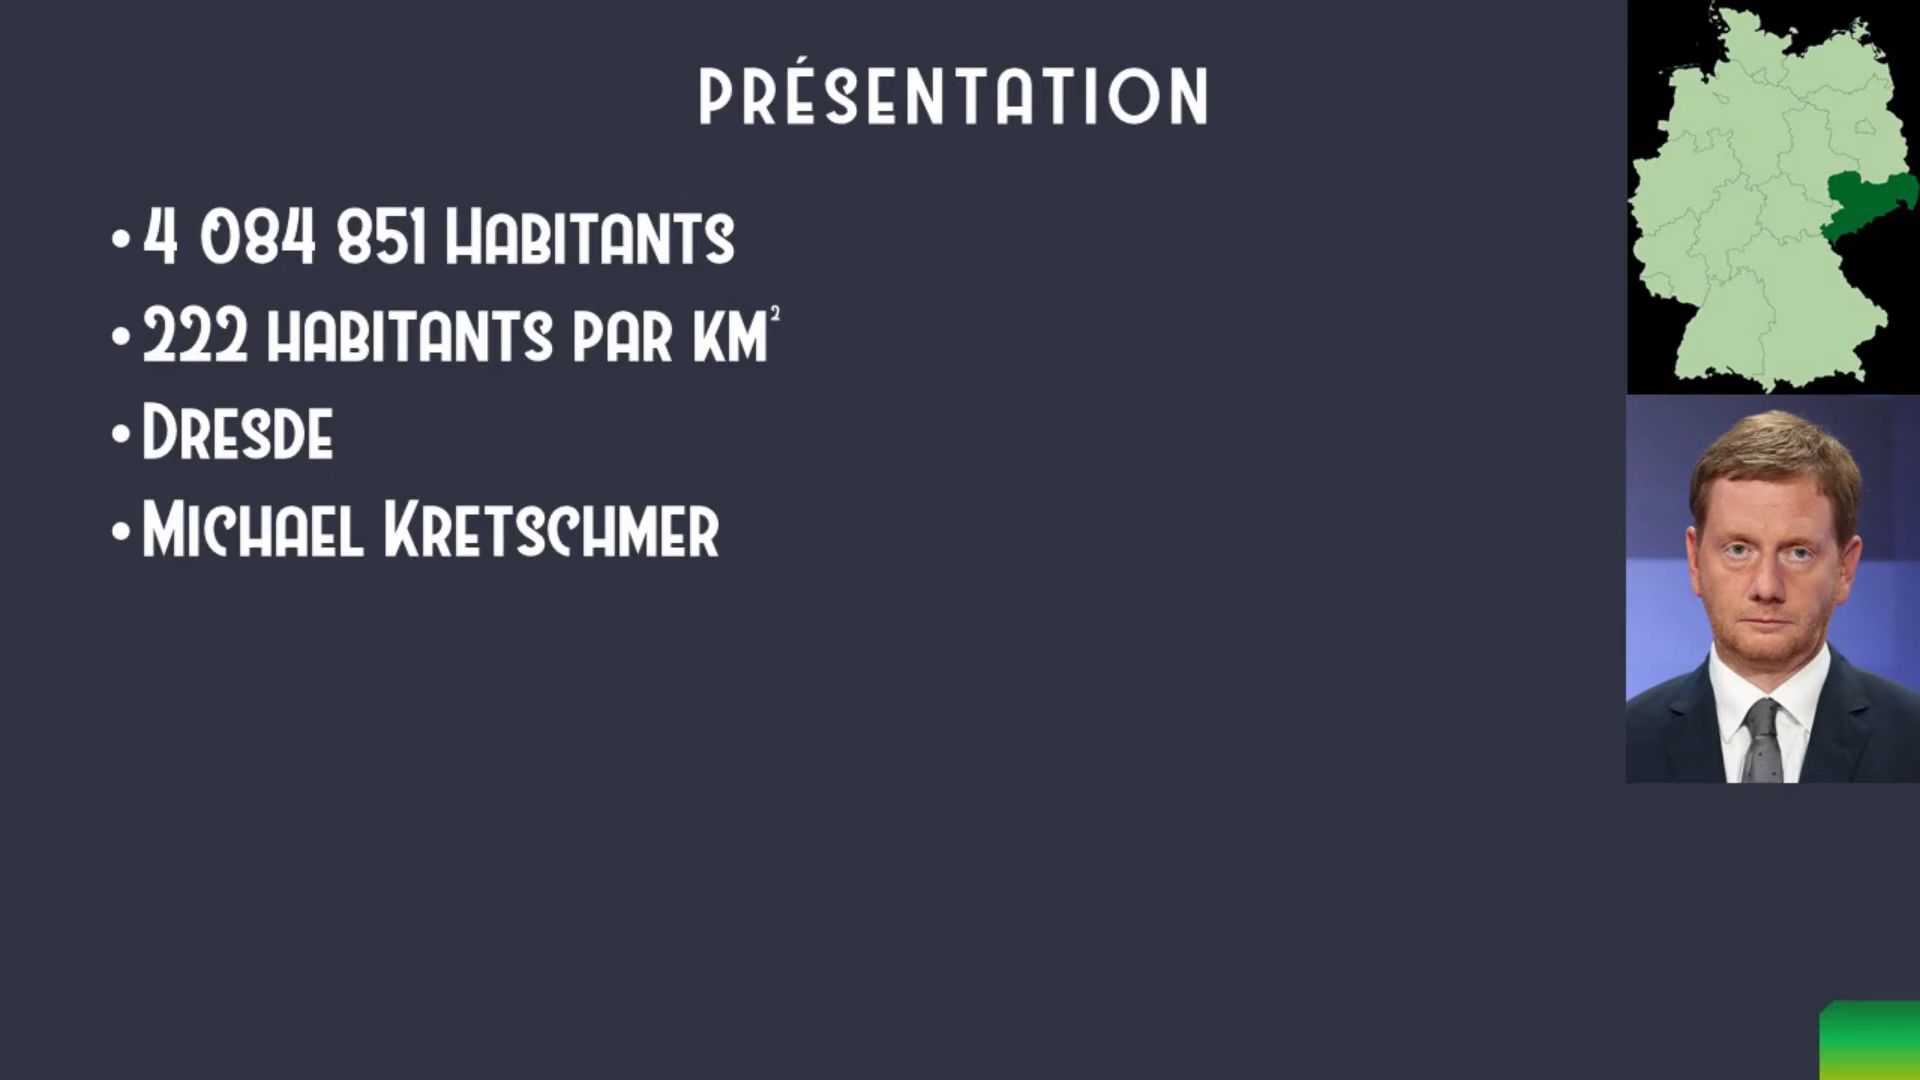 PRÉSENTATION
• 4 084 851 Habitants
• 222 habitants par km²
• Dresde
• Michael Kretschmer